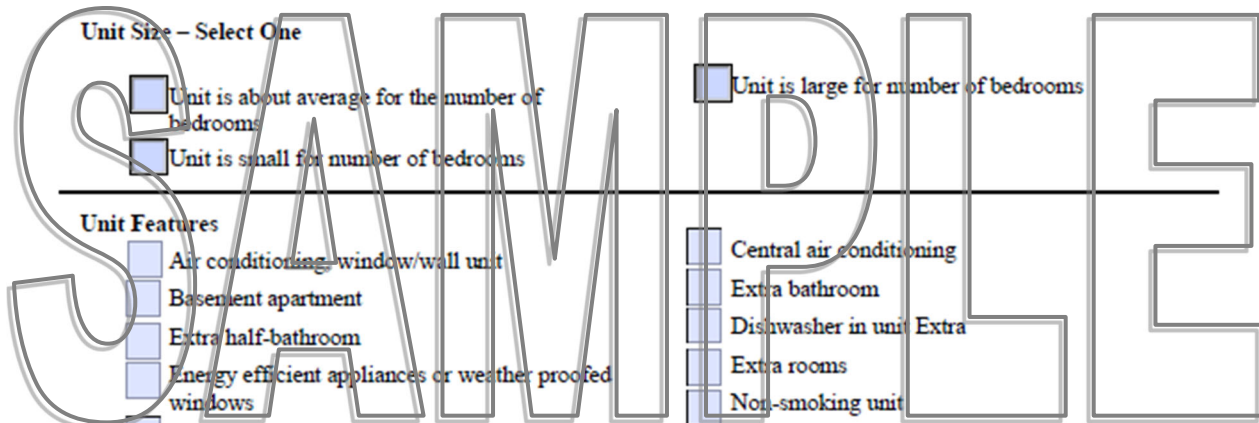 SAMPLE
Unit Size – Select One
Unit is about average for the number of
bedrooms
Unit is small for number of bedrooms
Unit is large for number of bedrooms
Unit Features
Air conditioning, window/wall unit
Basement apartment
Extra half-bathroom
Energy efficient appliances or weather proofed
windows
Central air conditioning
Extra bathroom
Dishwasher in unit Extra
Extra rooms
Non-smoking unit